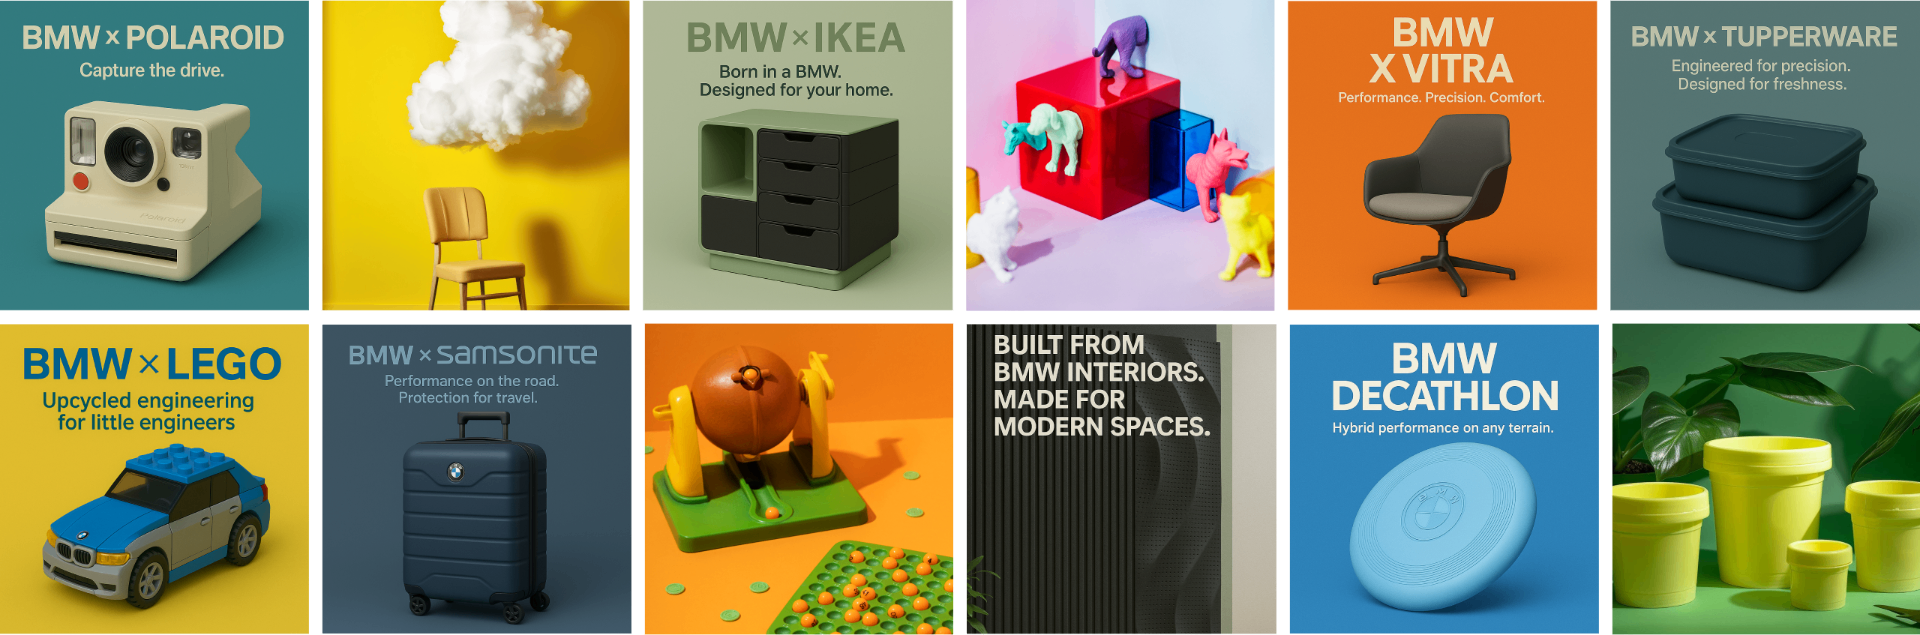 BMW × POLAROID
Capture the drive.
Polaroid
BMW × IKEA
Born in a BMW.
Designed for your home.
BMW
X VITRA
Performance. Precision. Comfort.
BMW × TUPPERWARE
Engineered for precision.
Designed for freshness.
BMW × LEGO
Upcycled engineering
for little engineers
BMW × Samsonite
Performance on the road.
Protection for travel.
BUILT FROM
BMW INTERIORS.
MADE FOR
MODERN SPACES.
BMW
DECATHLON
Hybrid performance on any terrain.
BMW